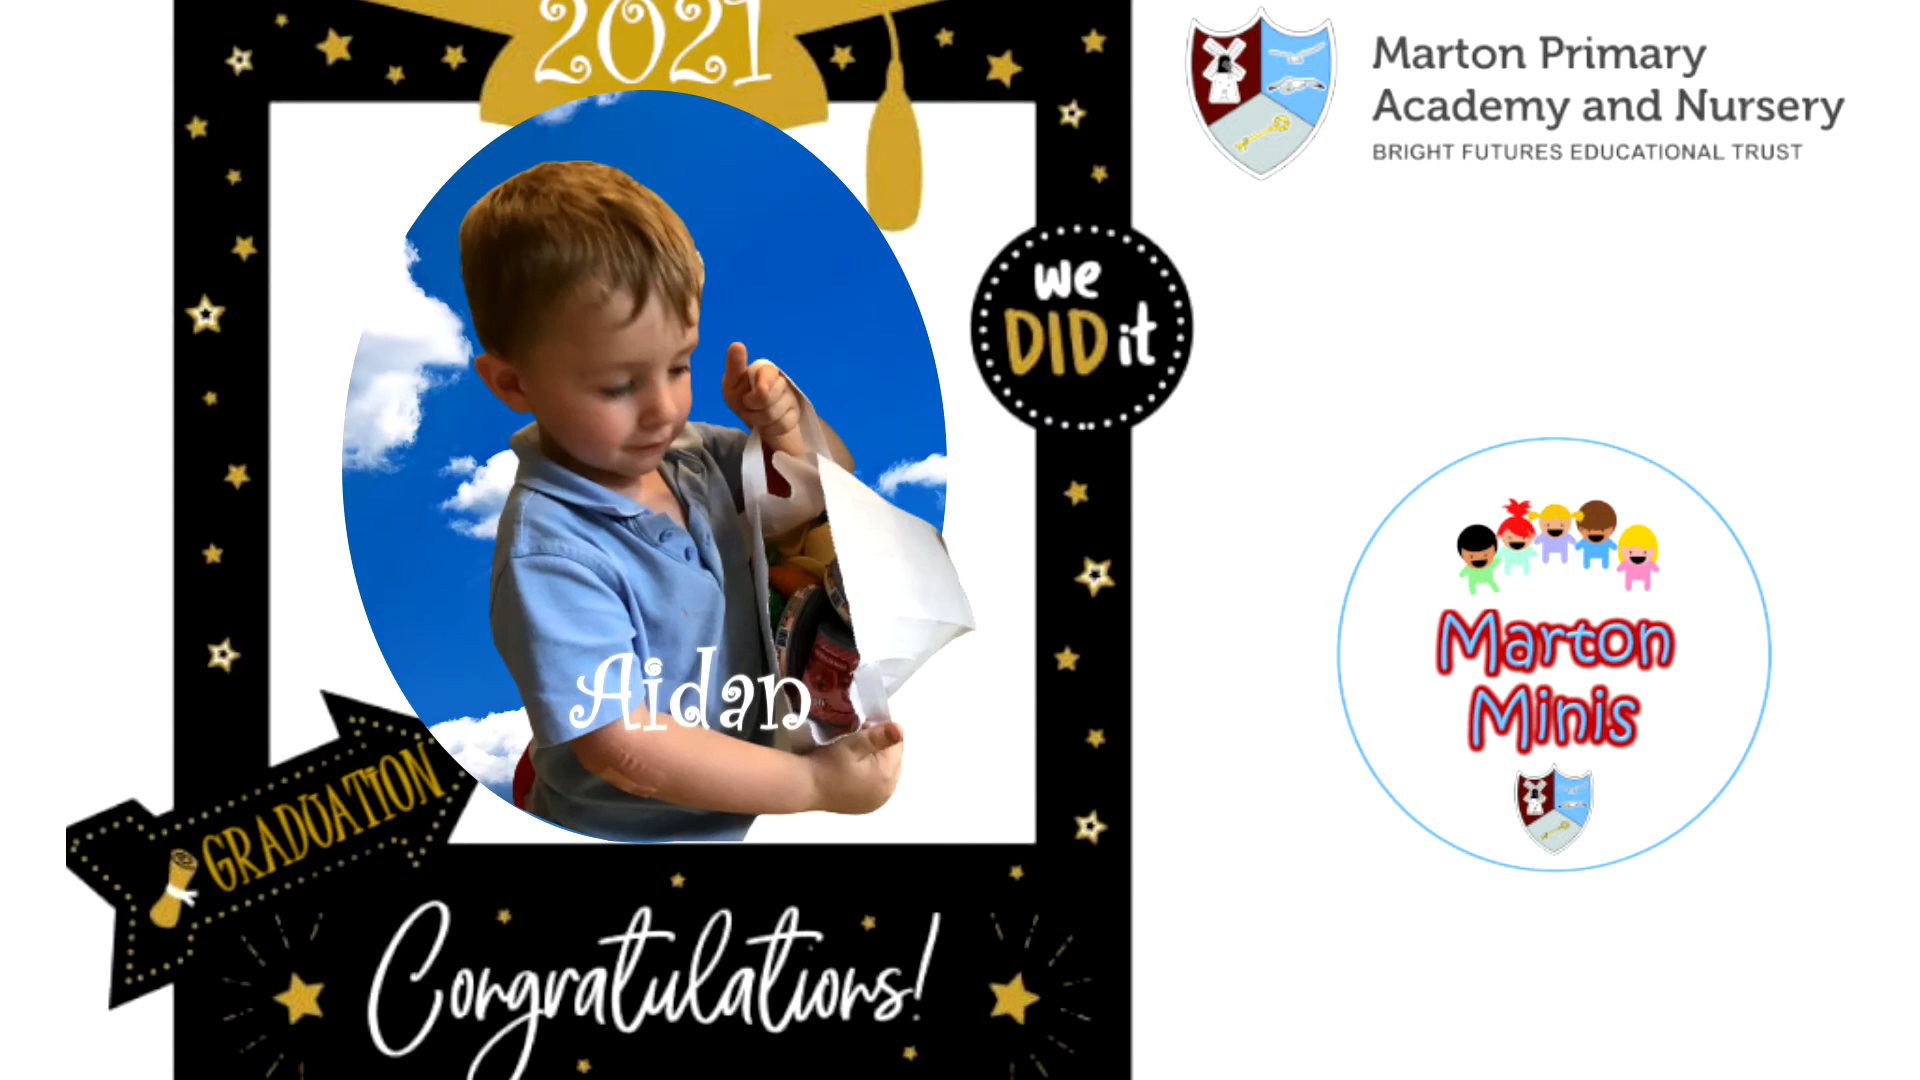 2021
Marton Primary
Academy and Nursery
BRIGHT FUTURES EDUCATIONAL TRUST
we
DID it
Aidan
Marton
Minis
GRADUATION
Congratulations!